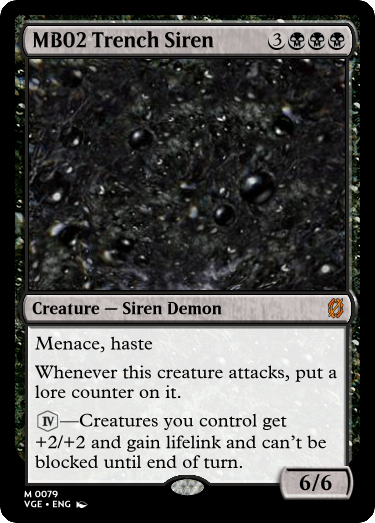 MB02 Trench Siren 3
Creature — Siren Demon
Menace, haste
Whenever this creature attacks, put a
lore counter on it.
IV—Creatures you control get
+2/+2 and gain lifelink and can't be
blocked until end of turn.
6/6
M 0079
VGE • ENG